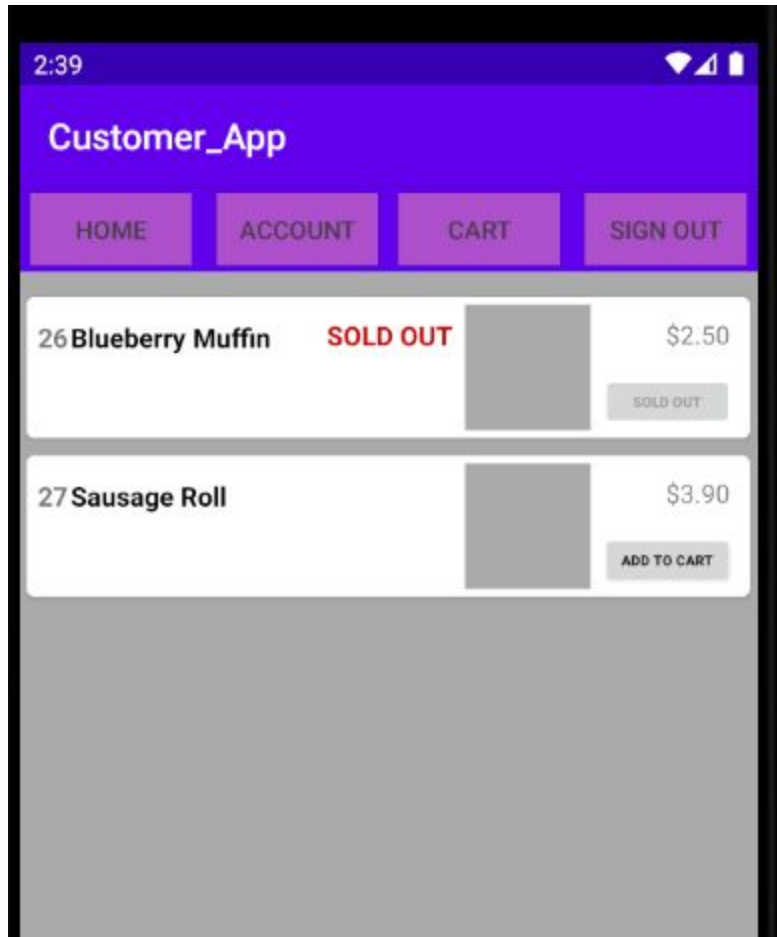 2:39
Customer_App
HOME ACCOUNT CART SIGN OUT
26 Blueberry Muffin SOLD OUT $2.50
SOLD OUT
27 Sausage Roll $3.90
ADD TO CART